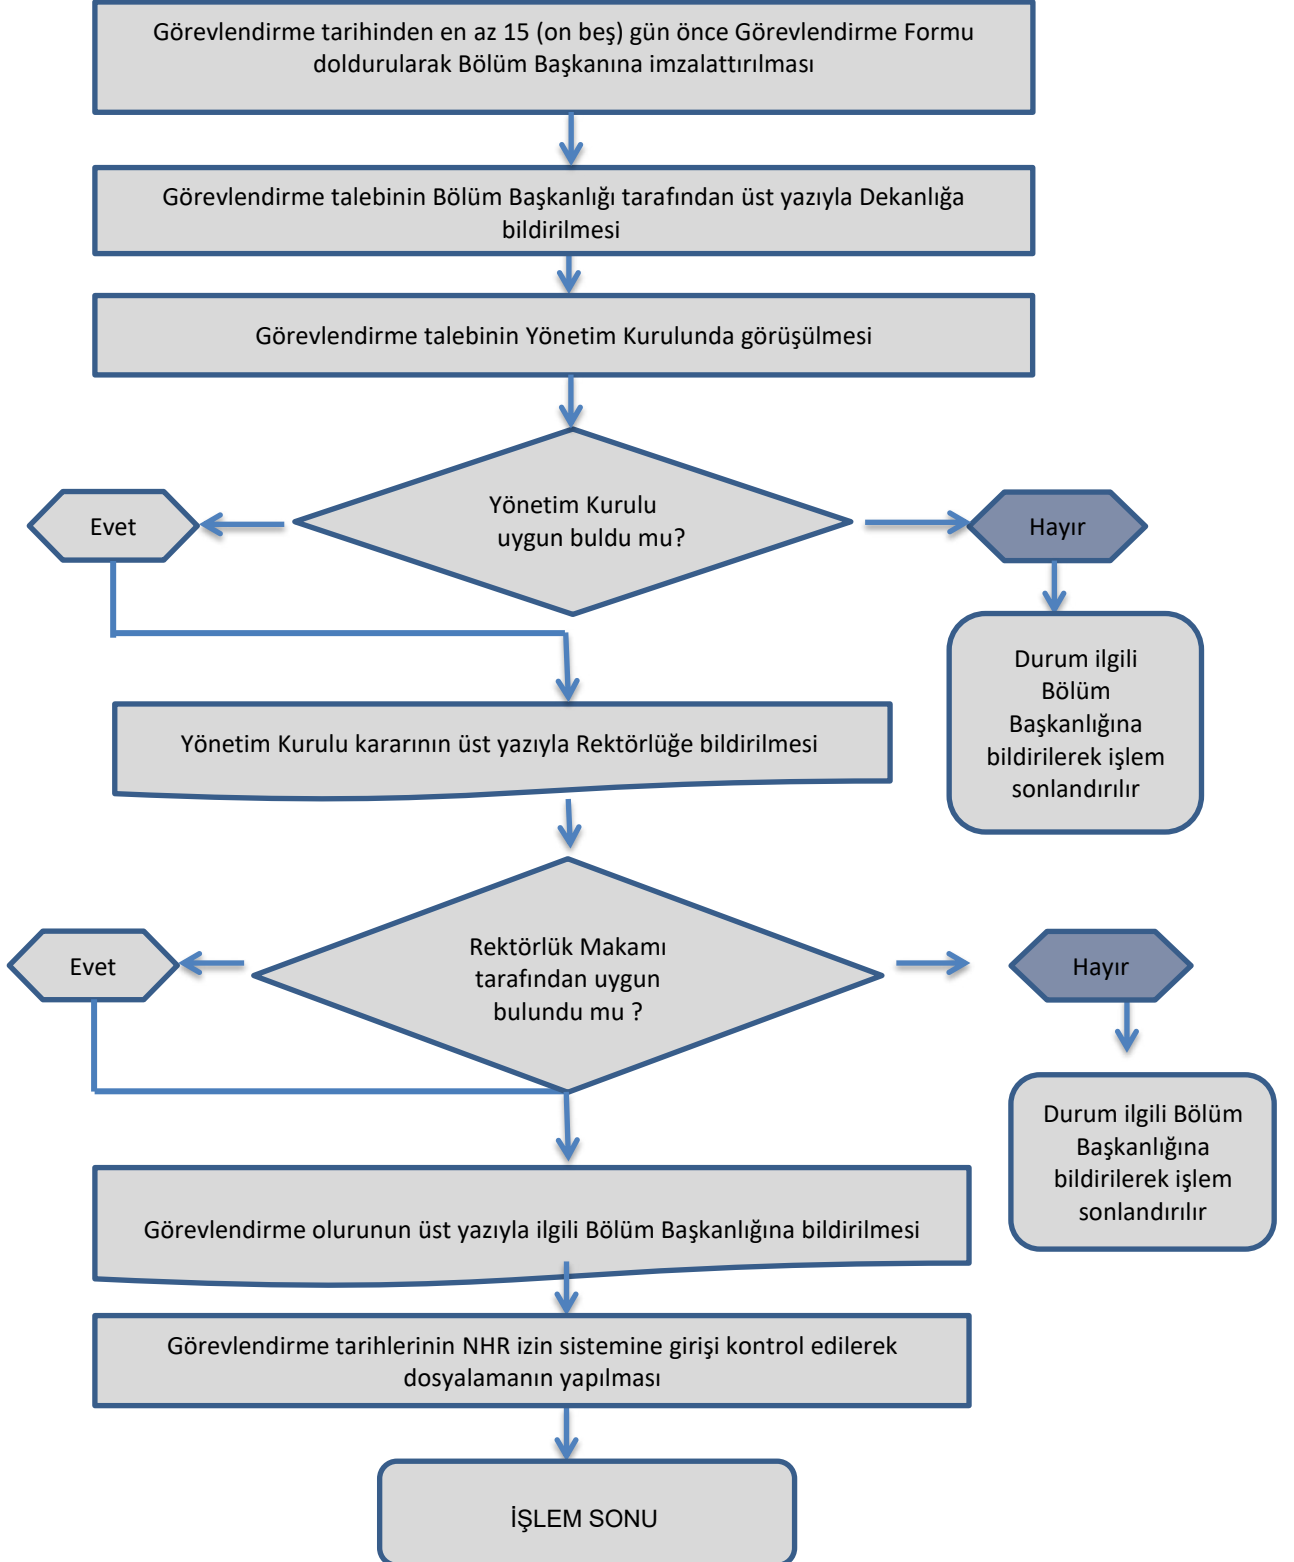 Görevlendirme tarihinden en az 15 (on beş) gün önce Görevlendirme Formu
doldurularak Bölüm Başkanına imzalattırılması
Görevlendirme talebinin Bölüm Başkanlığı tarafından üst yazıyla Dekanlığa
bildirilmesi
Görevlendirme talebinin Yönetim Kurulunda görüşülmesi
Yönetim Kurulu
uygun buldu mu?
Evet
Hayır
Durum ilgili
Bölüm
Başkanlığına
bildirilerek işlem
sonlandırılır
Yönetim Kurulu kararının üst yazıyla Rektörlüğe bildirilmesi
Rektörlük Makamı
tarafından uygun
bulundu mu ?
Evet
Hayır
Durum ilgili Bölüm
Başkanlığına
bildirilerek işlem
sonlandırılır
Görevlendirme olurunun üst yazıyla ilgili Bölüm Başkanlığına bildirilmesi
Görevlendirme tarihlerinin NHR izin sistemine girişi kontrol edilerek
dosyalamanın yapılması
İŞLEM SONU